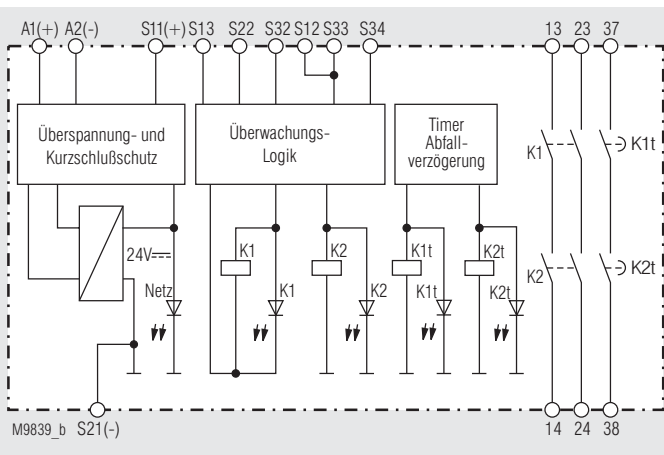 A1(+) A2(-) S11(+) S13 S22 S32 S12 S33 S34 13 23 37
Überspannung- und
Kurzschlußschutz
Überwachungs-
Logik
Timer
Abfall-
verzögerung
K1
K1t
24V
K1
K2
K1t
K2t
K2
K2t
Netz
K1
K2
K1t
K2t
M9839_b S21(-) 14 24 38